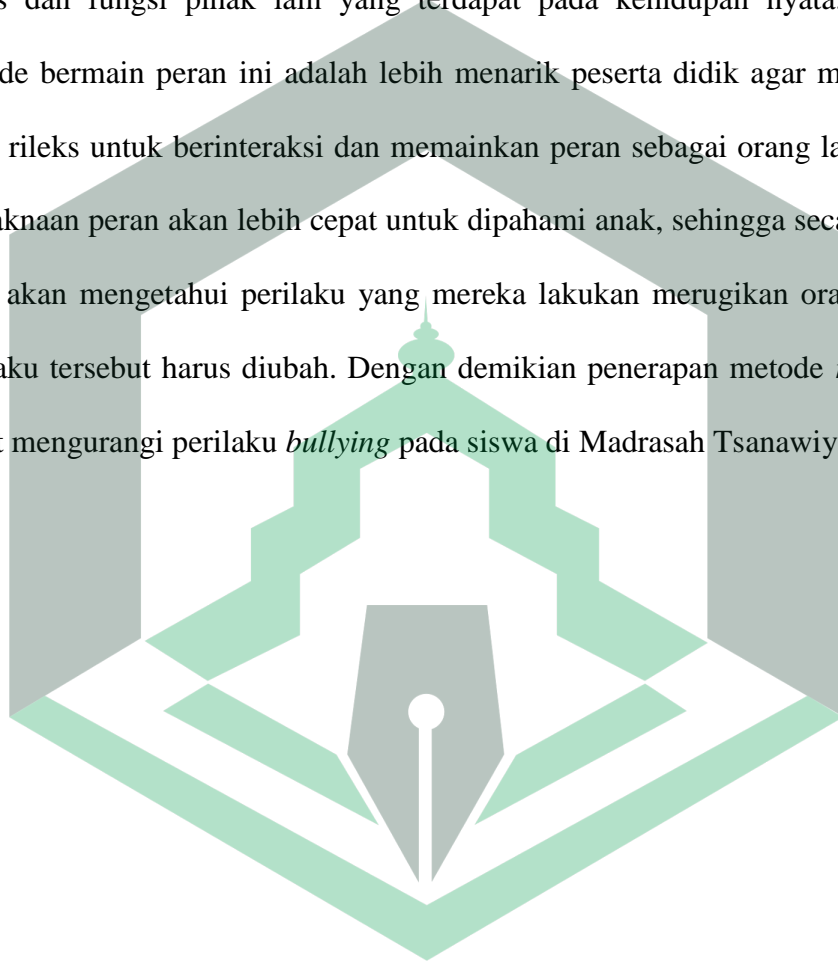 dan fungsi pihak lain yang terdapat pada kehidupan nyata.
de bermain peran ini adalah lebih menarik peserta didik agar m
rileks untuk berinteraksi dan memainkan peran sebagai orang la
aknaan peran akan lebih cepat untuk dipahami anak, sehingga seca
akan mengetahui perilaku yang mereka lakukan merugikan ora
aku tersebut harus diubah. Dengan demikian penerapan metode
t mengurangi perilaku bullying pada siswa di Madrasah Tsanawiy